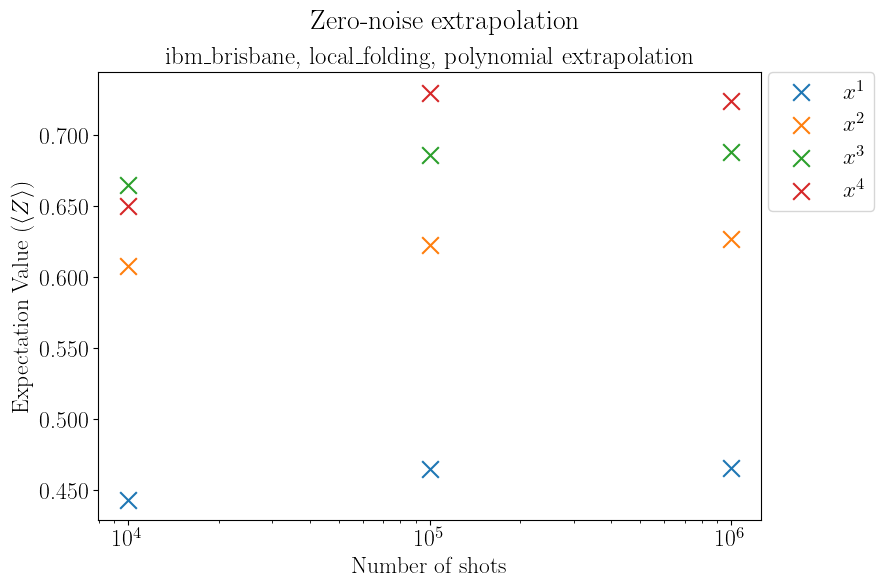 Zero-noise extrapolation
ibm_brisbane, local_folding, polynomial extrapolation
x^1
x^2
x^3
x^4
0.700
0.650
0.600
0.550
0.500
0.450
Expectation Value (⟨Z⟩)
10^4 10^5 10^6
Number of shots